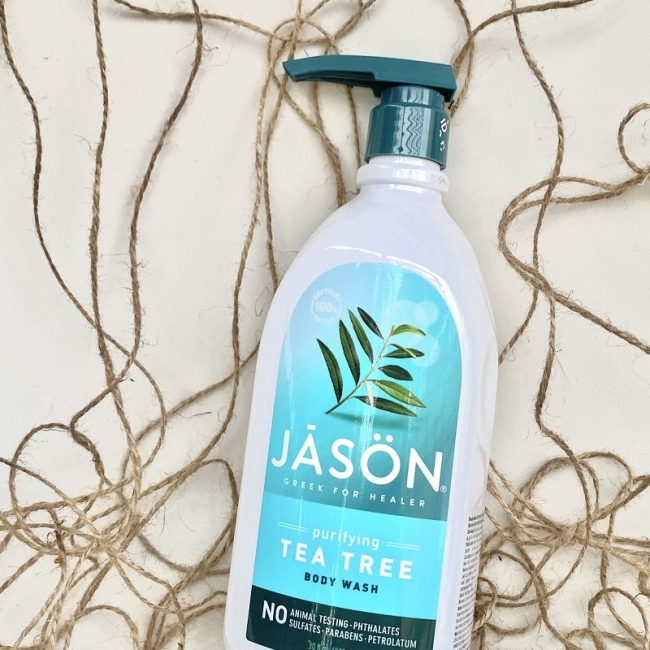 JĀSÖN®
GREEK FOR HEALER
purifying
TEA TREE
BODY WASH
NO ANIMAL TESTING · PHTHALATES
SULFATES · PARABENS · PETROLATUM